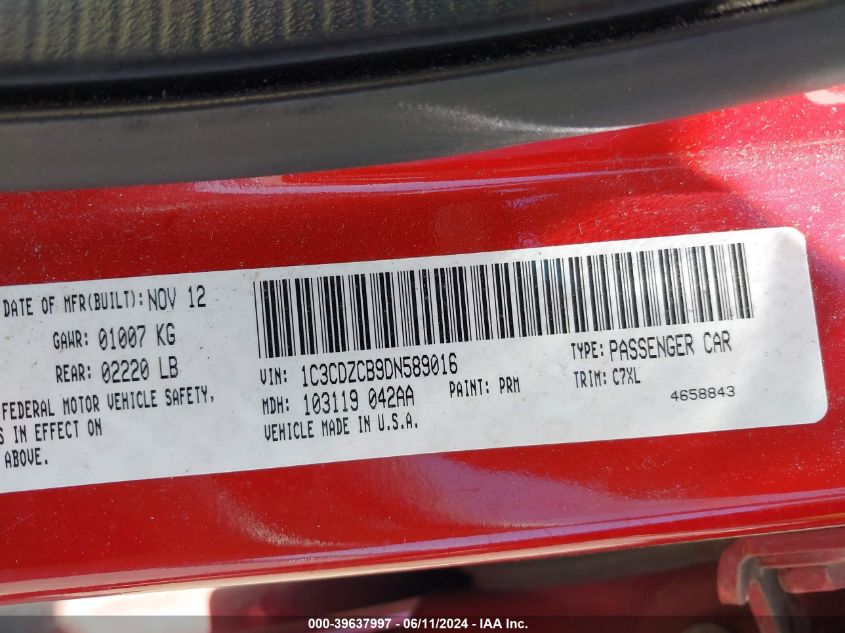 DATE OF MFR(BUILT): NOV 12
GAWR: 01007 KG
REAR: 02220 LB
FEDERAL MOTOR VEHICLE SAFETY,
IN EFFECT ON
ABOVE.
VIN: 1C3CDZCB9DN589016
TYPE: PASSENGER CAR
MDH: 103119 042AA
PAINT: PRM
TRIM: C7XL
VEHICLE MADE IN U.S.A.
4658843
000-39637997 - 06/11/2024 - IAA Inc.